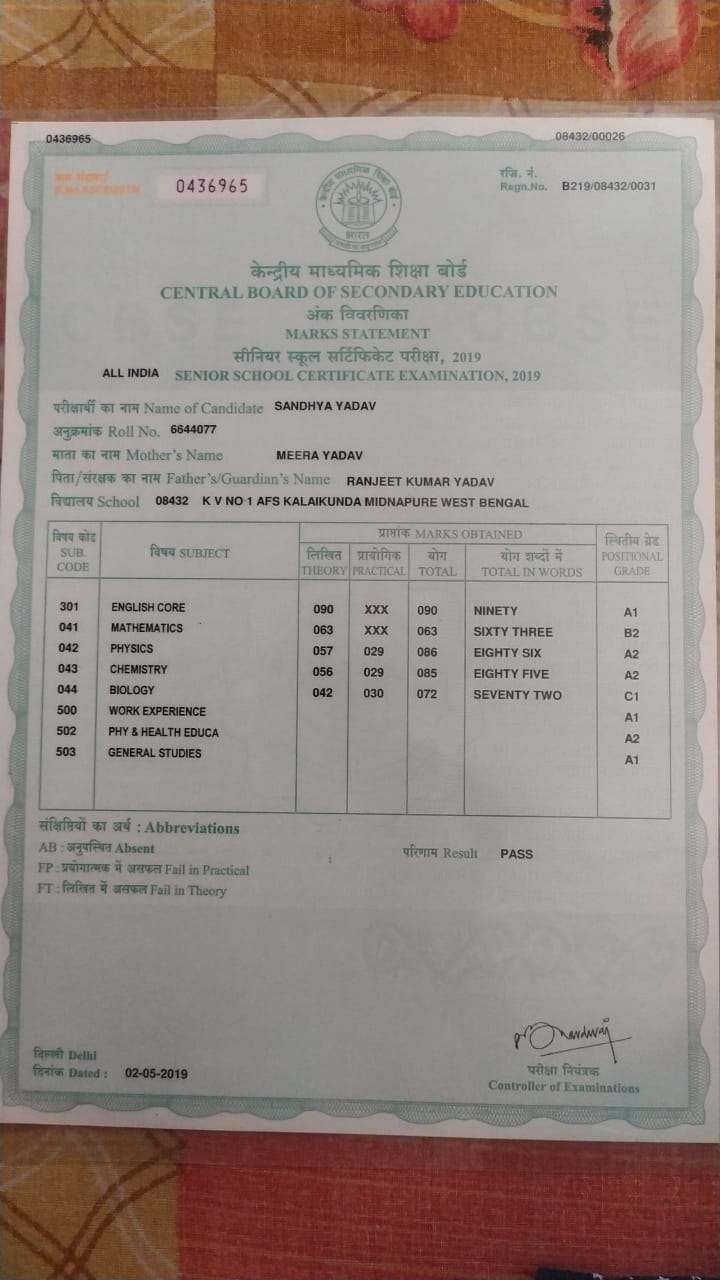 0436965 08432/00026
0436965
रजि. नं.
Regn.No. B219/08432/0031
भारत
केन्द्रीय माध्यमिक शिक्षा बोर्ड
CENTRAL BOARD OF SECONDARY EDUCATION
अंक विवरणिका
MARKS STATEMENT
सीनियर स्कूल सर्टिफिकेट परीक्षा, 2019
ALL INDIA SENIOR SCHOOL CERTIFICATE EXAMINATION, 2019
परीक्षार्थी का नाम Name of Candidate SANDHYA YADAV
अनुक्रमांक Roll No. 6644077
माता का नाम Mother's Name MEERA YADAV
पिता/संरक्षक का नाम Father's/Guardian's Name RANJEET KUMAR YADAV
विद्यालय School 08432 K V NO 1 AFS KALAIKUNDA MIDNAPURE WEST BENGAL
विषय कोड SUB. CODE विषय SUBJECT प्राप्तांक MARKS OBTAINED स्थितीय ग्रेड POSITIONAL GRADE
लिखित THEORY प्रायोगिक PRACTICAL योग TOTAL योग शब्दों में TOTAL IN WORDS
301 ENGLISH CORE 090 XXX 090 NINETY A1
041 MATHEMATICS 063 XXX 063 SIXTY THREE B2
042 PHYSICS 057 029 086 EIGHTY SIX A2
043 CHEMISTRY 056 029 085 EIGHTY FIVE A2
044 BIOLOGY 042 030 072 SEVENTY TWO C1
500 WORK EXPERIENCE A1
502 PHY & HEALTH EDUCA A2
503 GENERAL STUDIES A1
संक्षिप्तियों का अर्थ : Abbreviations
AB : अनुपस्थित Absent परिणाम Result PASS
FP : प्रयोगात्मक में असफल Fail in Practical
FT : लिखित में असफल Fail in Theory
दिल्ली Delhi
दिनांक Dated : 02-05-2019
परीक्षा नियंत्रक
Controller of Examinations